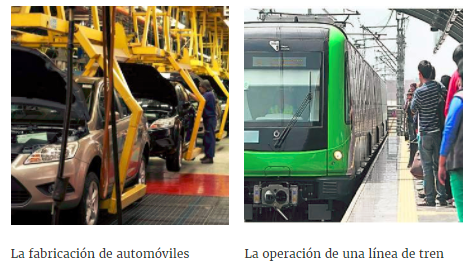 La fabricación de automóviles
La operación de una línea de tren